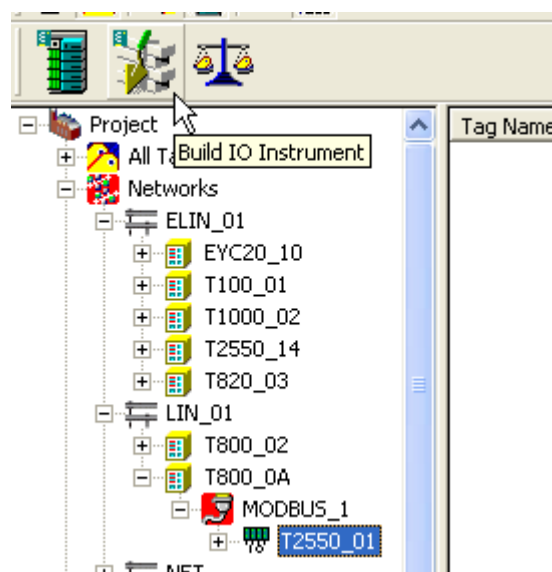 Project
Tag Name
All Ta
Build IO Instrument
Networks
ELIN_01
EYC20_10
T100_01
T1000_02
T2550_14
T820_03
LIN_01
T800_02
T800_0A
MODBUS_1
T2550_01
NET